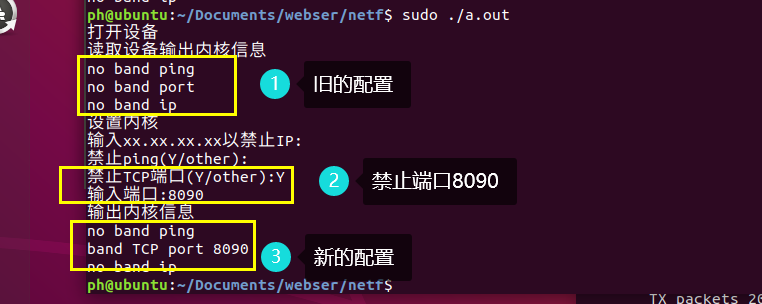 no band ip
ph@ubuntu:~/Documents/webser/netf$ sudo ./a.out
打开设备
读取设备输出内核信息
no band ping
no band port
no band ip
1 旧的配置
设置内核
输入xx.xx.xx.xx以禁止IP:
禁止ping(Y/other):
禁止TCP端口(Y/other):Y
输入端口:8090
2 禁止端口8090
输出内核信息
no band ping
band TCP port 8090
no band ip
3 新的配置
ph@ubuntu:~/Documents/webser/netf$
TX packets 20